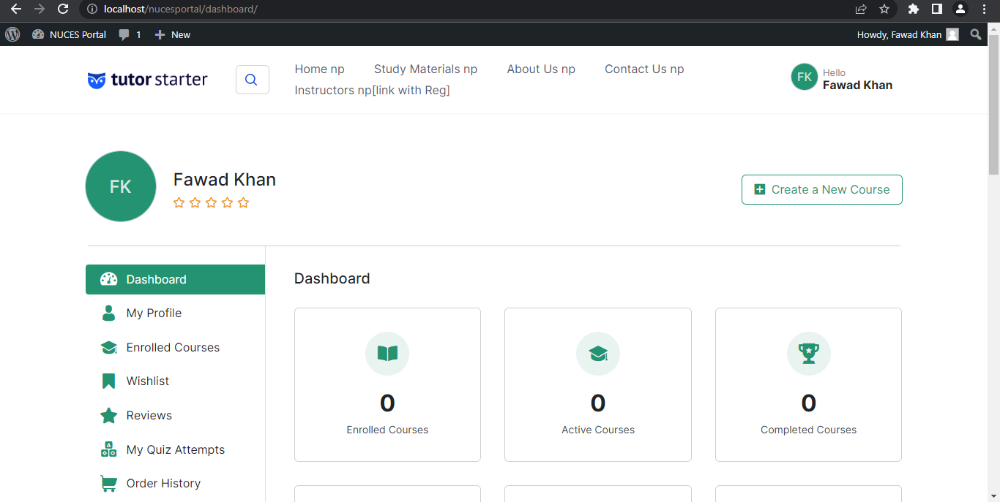 localhost/nucesportal/dashboard/
NUCES Portal 1 New
Howdy, Fawad Khan
tutor starter
Home np Study Materials np About Us np Contact Us np
Instructors np[link with Reg]
FK
Hello
Fawad Khan
FK
Fawad Khan
Create a New Course
Dashboard
My Profile
Enrolled Courses
Wishlist
Reviews
My Quiz Attempts
Order History
Dashboard
0
Enrolled Courses
0
Active Courses
0
Completed Courses